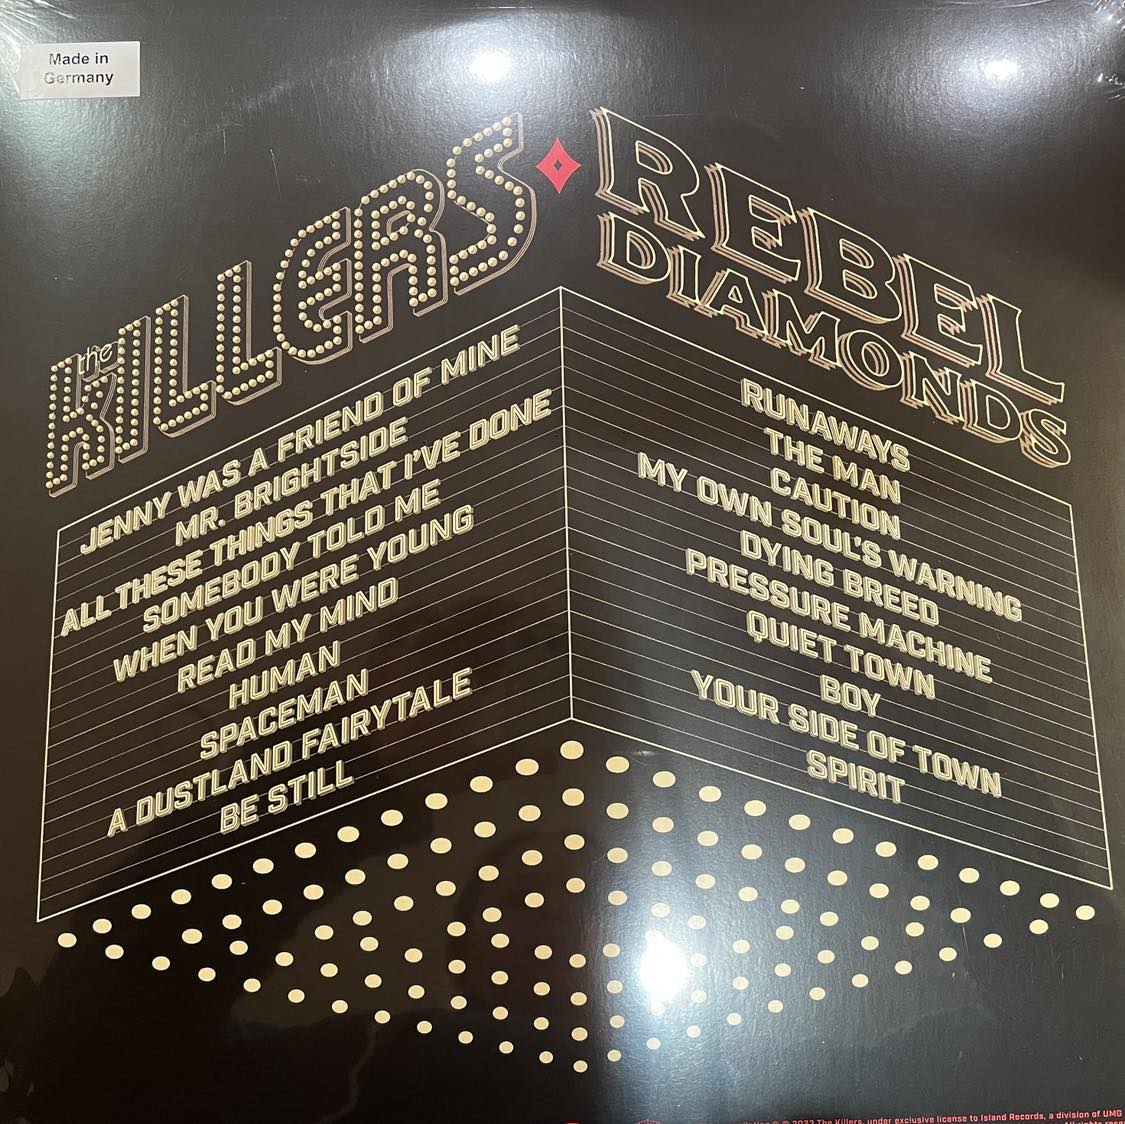 Made in
Germany
the
KILLERS
REBEL
DIAMONDS
JENNY WAS A FRIEND OF MINE
MR. BRIGHTSIDE
ALL THESE THINGS THAT I'VE DONE
SOMEBODY TOLD ME
WHEN YOU WERE YOUNG
READ MY MIND
HUMAN
SPACEMAN
A DUSTLAND FAIRYTALE
BE STILL
RUNAWAYS
THE MAN
CAUTION
MY OWN SOUL'S WARNING
DYING BREED
PRESSURE MACHINE
QUIET TOWN
BOY
YOUR SIDE OF TOWN
SPIRIT
The Killers, under exclusive license to Island Records, a division of UMG